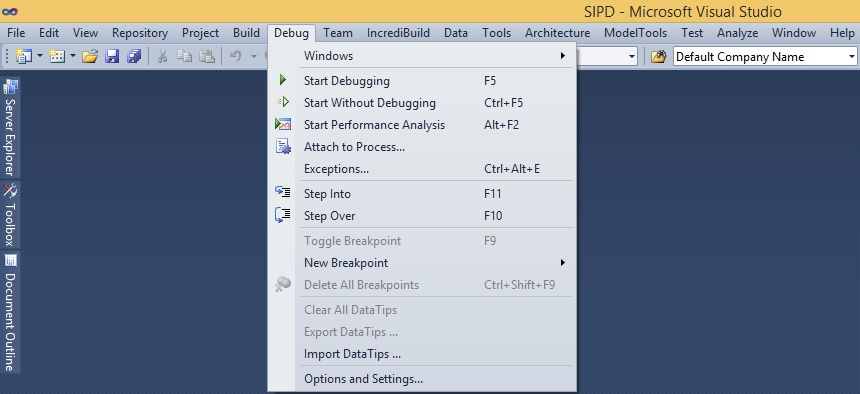 SIPD - Microsoft Visual Studio
File Edit View Repository Project Build Debug Team IncrediBuild Data Tools Architecture ModelTools Test Analyze Window Help
Default Company Name
Server Explorer
Toolbox
Document Outline
Windows
Start Debugging F5
Start Without Debugging Ctrl+F5
Start Performance Analysis Alt+F2
Attach to Process...
Exceptions... Ctrl+Alt+E
Step Into F11
Step Over F10
Toggle Breakpoint F9
New Breakpoint
Delete All Breakpoints Ctrl+Shift+F9
Clear All DataTips
Export DataTips ...
Import DataTips ...
Options and Settings...